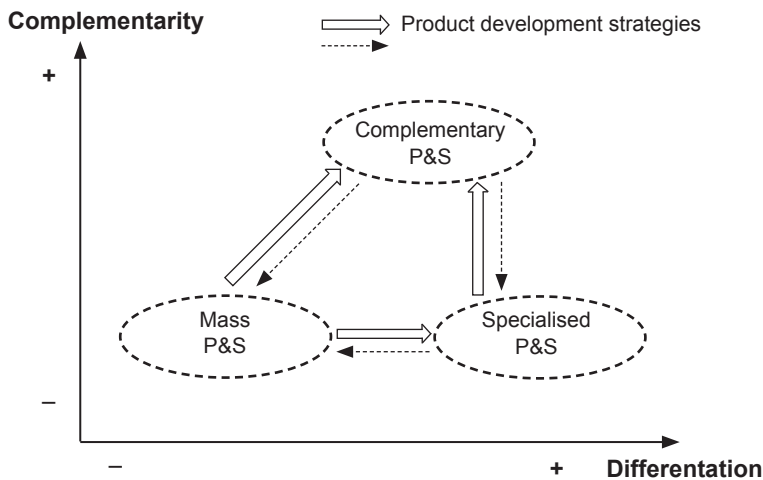 Complementarity
Product development strategies
+
Complementary
P&S
Mass
P&S
Specialised
P&S
–
–
+ Differentation